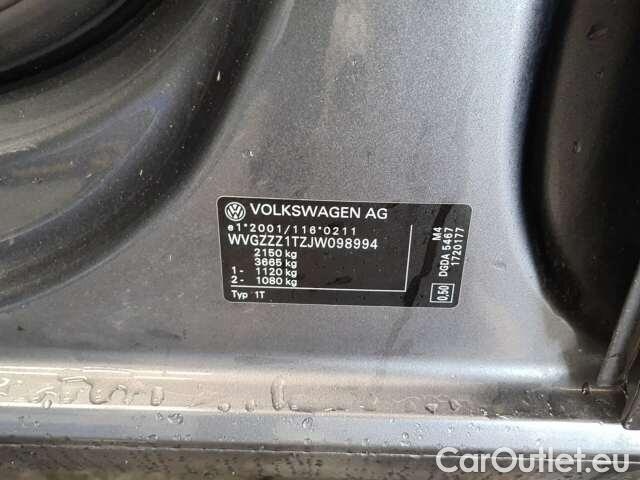 VOLKSWAGEN AG
e1*2001/116*0211
WVGZZZ1TZJW098994
2150 kg
3665 kg
1- 1120 kg
2- 1080 kg
Typ 1T
M4
DGDA 5467
1720177
0,50
CarOutlet.eu